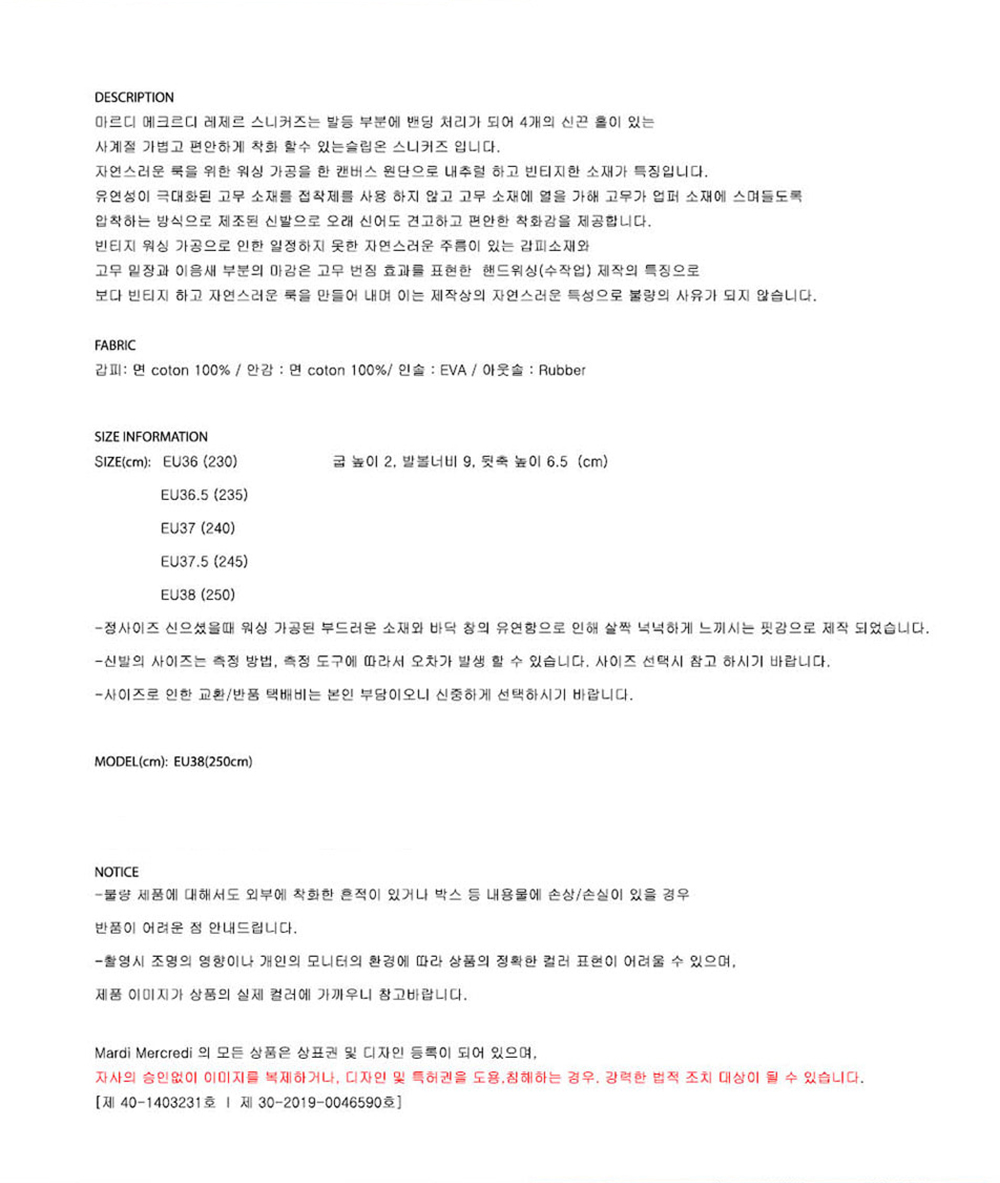 DESCRIPTION
마르디 메크르디 레제르 스니커즈는 발등 부분에 밴딩 처리가 되어 4개의 신끈 홀이 있는
사계절 가볍고 편안하게 착화 할수 있는슬립온 스니커즈 입니다.
자연스러운 룩을 위한 워싱 가공을 한 캔버스 원단으로 내추럴 하고 빈티지한 소재가 특징입니다.
유연성이 극대화된 고무 소재를 접착제를 사용 하지 않고 고무 소재에 열을 가해 고무가 업퍼 소재에 스며들도록
압착하는 방식으로 제조된 신발으로 오래 신어도 견고하고 편안한 착화감을 제공합니다.
빈티지 워싱 가공으로 인한 일정하지 못한 자연스러운 주름이 있는 갑피소재와
고무 밑장과 이음새 부분의 마감은 고무 번짐 효과를 표현한 핸드워싱(수작업) 제작의 특징으로
보다 빈티지 하고 자연스러운 룩을 만들어 내며 이는 제작상의 자연스러운 특성으로 불량의 사유가 되지 않습니다.
FABRIC
갑피: 면 coton 100% / 안감 : 면 coton 100%/ 인솔 : EVA / 아웃솔 : Rubber
SIZE INFORMATION
SIZE(cm): EU36 (230) 굽 높이 2, 발볼너비 9, 뒷축 높이 6.5 (cm)
EU36.5 (235)
EU37 (240)
EU37.5 (245)
EU38 (250)
-정사이즈 신으셨을때 워싱 가공된 부드러운 소재와 바닥 창의 유연함으로 인해 살짝 넉넉하게 느끼시는 핏감으로 제작 되었습니다.
-신발의 사이즈는 측정 방법, 측정 도구에 따라서 오차가 발생 할 수 있습니다. 사이즈 선택시 참고 하시기 바랍니다.
-사이즈로 인한 교환/반품 택배비는 본인 부담이오니 신중하게 선택하시기 바랍니다.
MODEL(cm): EU38(250cm)
NOTICE
-불량 제품에 대해서도 외부에 착화한 흔적이 있거나 박스 등 내용물에 손상/손실이 있을 경우
반품이 어려운 점 안내드립니다.
-촬영시 조명의 영향이나 개인의 모니터의 환경에 따라 상품의 정확한 컬러 표현이 어려울 수 있으며,
제품 이미지가 상품의 실제 컬러에 가까우니 참고바랍니다.
Mardi Mercredi 의 모든 상품은 상표권 및 디자인 등록이 되어 있으며,
자사의 승인없이 이미지를 복제하거나, 디자인 및 특허권을 도용,침해하는 경우. 강력한 법적 조치 대상이 될 수 있습니다.
[제 40-1403231호 ㅣ 제 30-2019-0046590호]